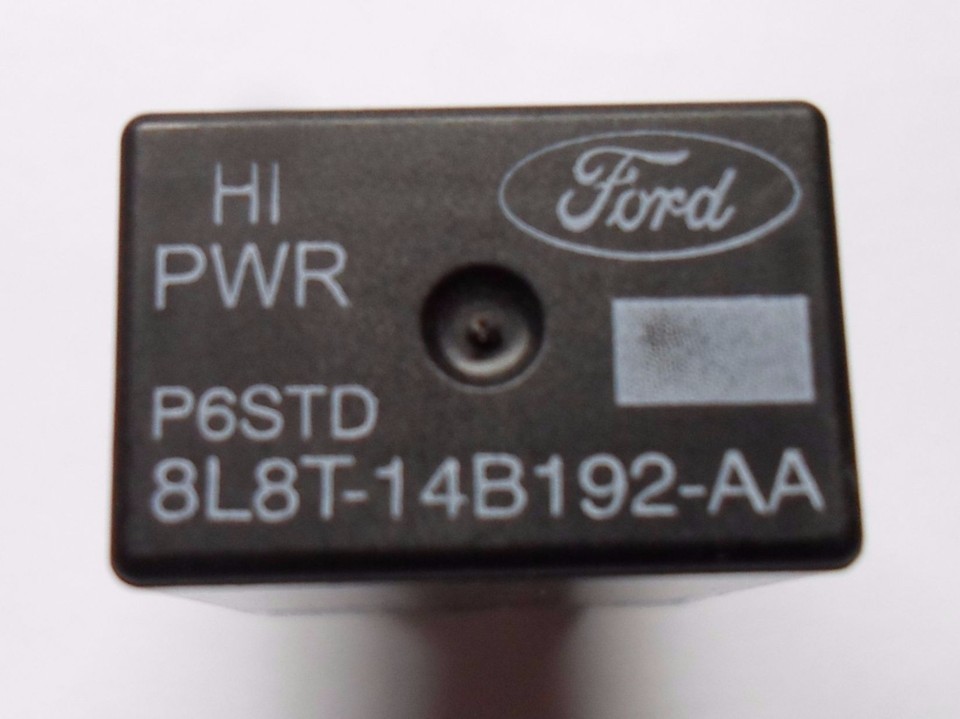 HI
PWR
Ford
P6STD
8L8T-14B192-AA